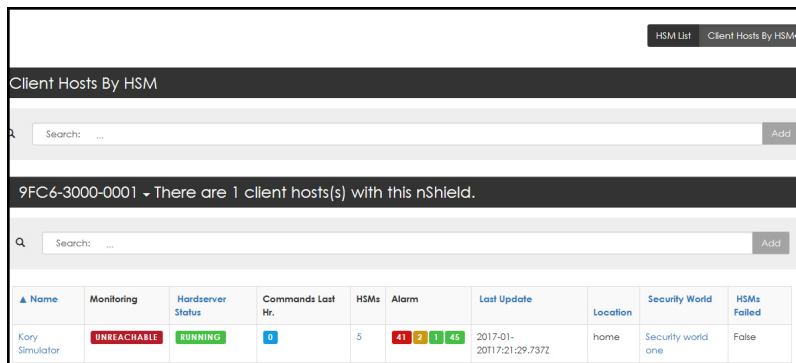 HSM List Client Hosts By HSM
Client Hosts By HSM
Search: ... Add
9FC6-3000-0001 There are 1 client hosts(s) with this nShield.
Search: ... Add
▲ Name Monitoring Hardserver Status Commands Last Hr. HSMs Alarm Last Update Location Security World HSMs Failed
Kory Simulator UNREACHABLE RUNNING 0 5 41 2 1 45 2017-01-20T17:21:29.737Z home Security world one False